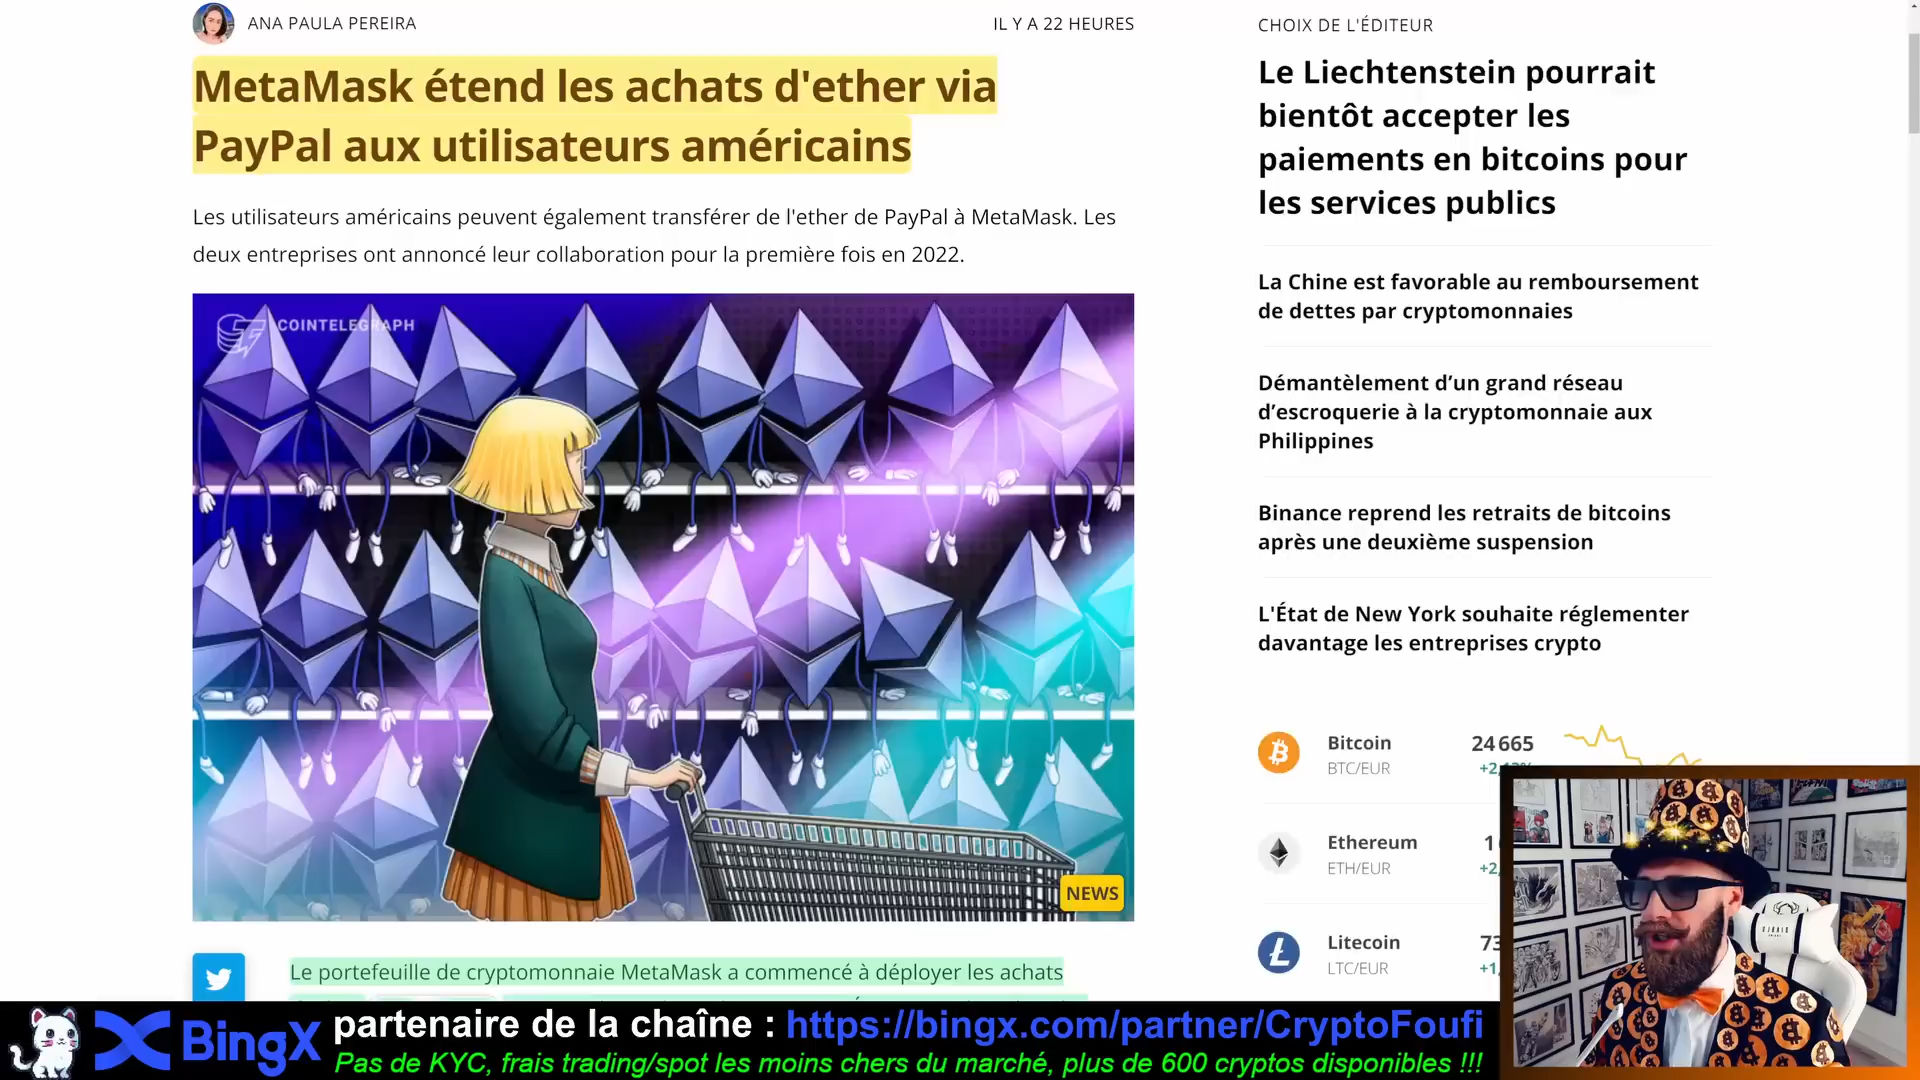 ANA PAULA PEREIRA
IL Y A 22 HEURES
MetaMask étend les achats d'ether via
PayPal aux utilisateurs américains
Les utilisateurs américains peuvent également transférer de l'ether de PayPal à MetaMask. Les
deux entreprises ont annoncé leur collaboration pour la première fois en 2022.
COINTELEGRAPH
NEWS
Le portefeuille de cryptomonnaie MetaMask a commencé à déployer les achats
CHOIX DE L'ÉDITEUR
Le Liechtenstein pourrait
bientôt accepter les
paiements en bitcoins pour
les services publics
La Chine est favorable au remboursement
de dettes par cryptomonnaies
Démantèlement d’un grand réseau
d’escroquerie à la cryptomonnaie aux
Philippines
Binance reprend les retraits de bitcoins
après une deuxième suspension
L'État de New York souhaite réglementer
davantage les entreprises crypto
Bitcoin 24 665
BTC/EUR
Ethereum
ETH/EUR
Litecoin
LTC/EUR
BingX
partenaire de la chaîne : https://bingx.com/partner/CryptoFoufi
Pas de KYC, frais trading/spot les moins chers du marché, plus de 600 cryptos disponibles !!!